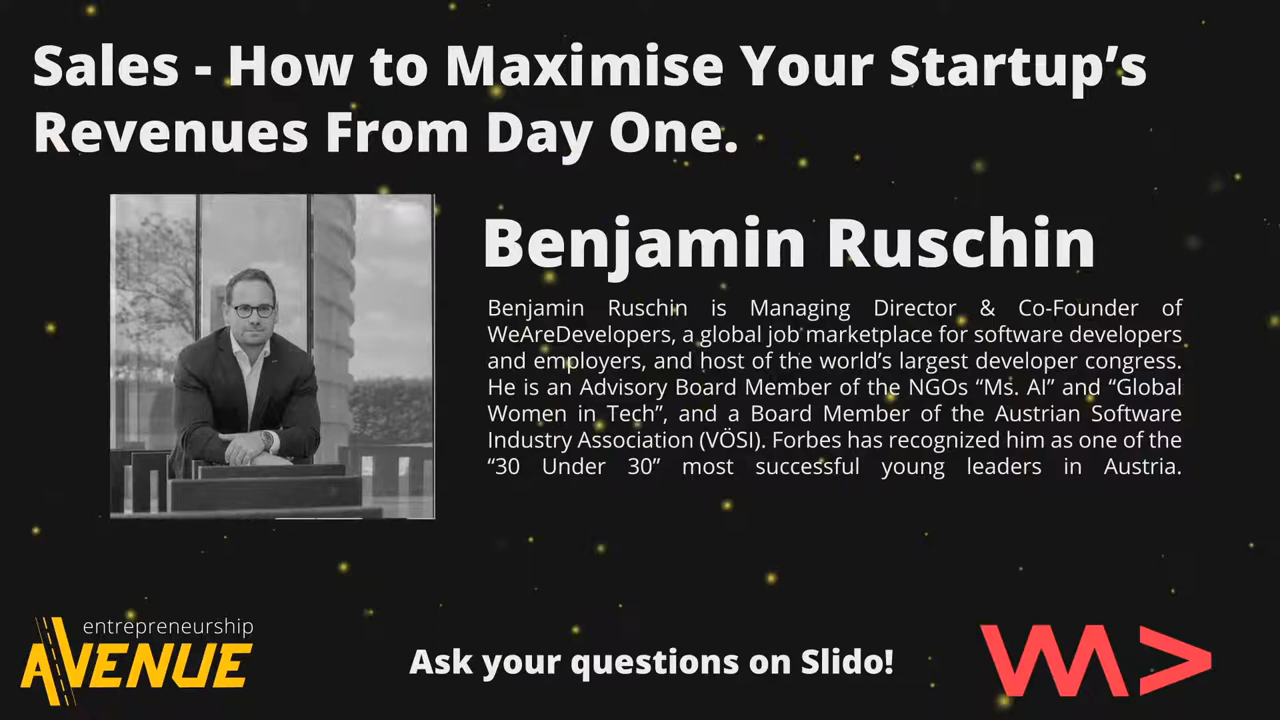 Sales - How to Maximise Your Startup’s
Revenues From Day One.
Benjamin Ruschin
Benjamin Ruschin is Managing Director & Co-Founder of
WeAreDevelopers, a global job marketplace for software developers
and employers, and host of the world’s largest developer congress.
He is an Advisory Board Member of the NGOs “Ms. AI” and “Global
Women in Tech”, and a Board Member of the Austrian Software
Industry Association (VÖSI). Forbes has recognized him as one of the
“30 Under 30” most successful young leaders in Austria.
entrepreneurship
AVENUE
Ask your questions on Slido!
WA>